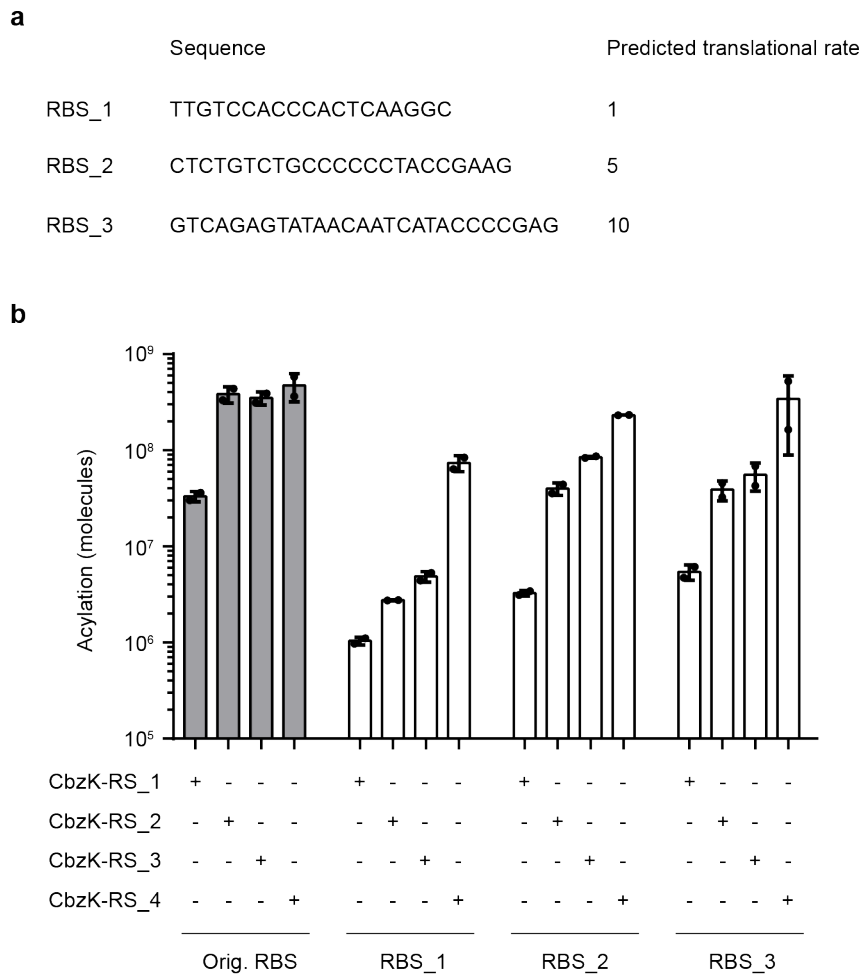 a
Sequence Predicted translational rate
RBS_1 TTGTCCACCCACTCAAGGC 1
RBS_2 CTCTGTCTGCCCCCCTACCGAAG 5
RBS_3 GTCAGAGTATAACAATCATACCCCGAG 10
b
Acylation (molecules)
10⁹
10⁸
10⁷
10⁶
10⁵
CbzK-RS_1 + - - - + - - - + - - - + - - -
CbzK-RS_2 - + - - - + - - - + - - - + - -
CbzK-RS_3 - - + - - - + - - - + - - - + -
CbzK-RS_4 - - - + - - - + - - - + - - - +
Orig. RBS RBS_1 RBS_2 RBS_3